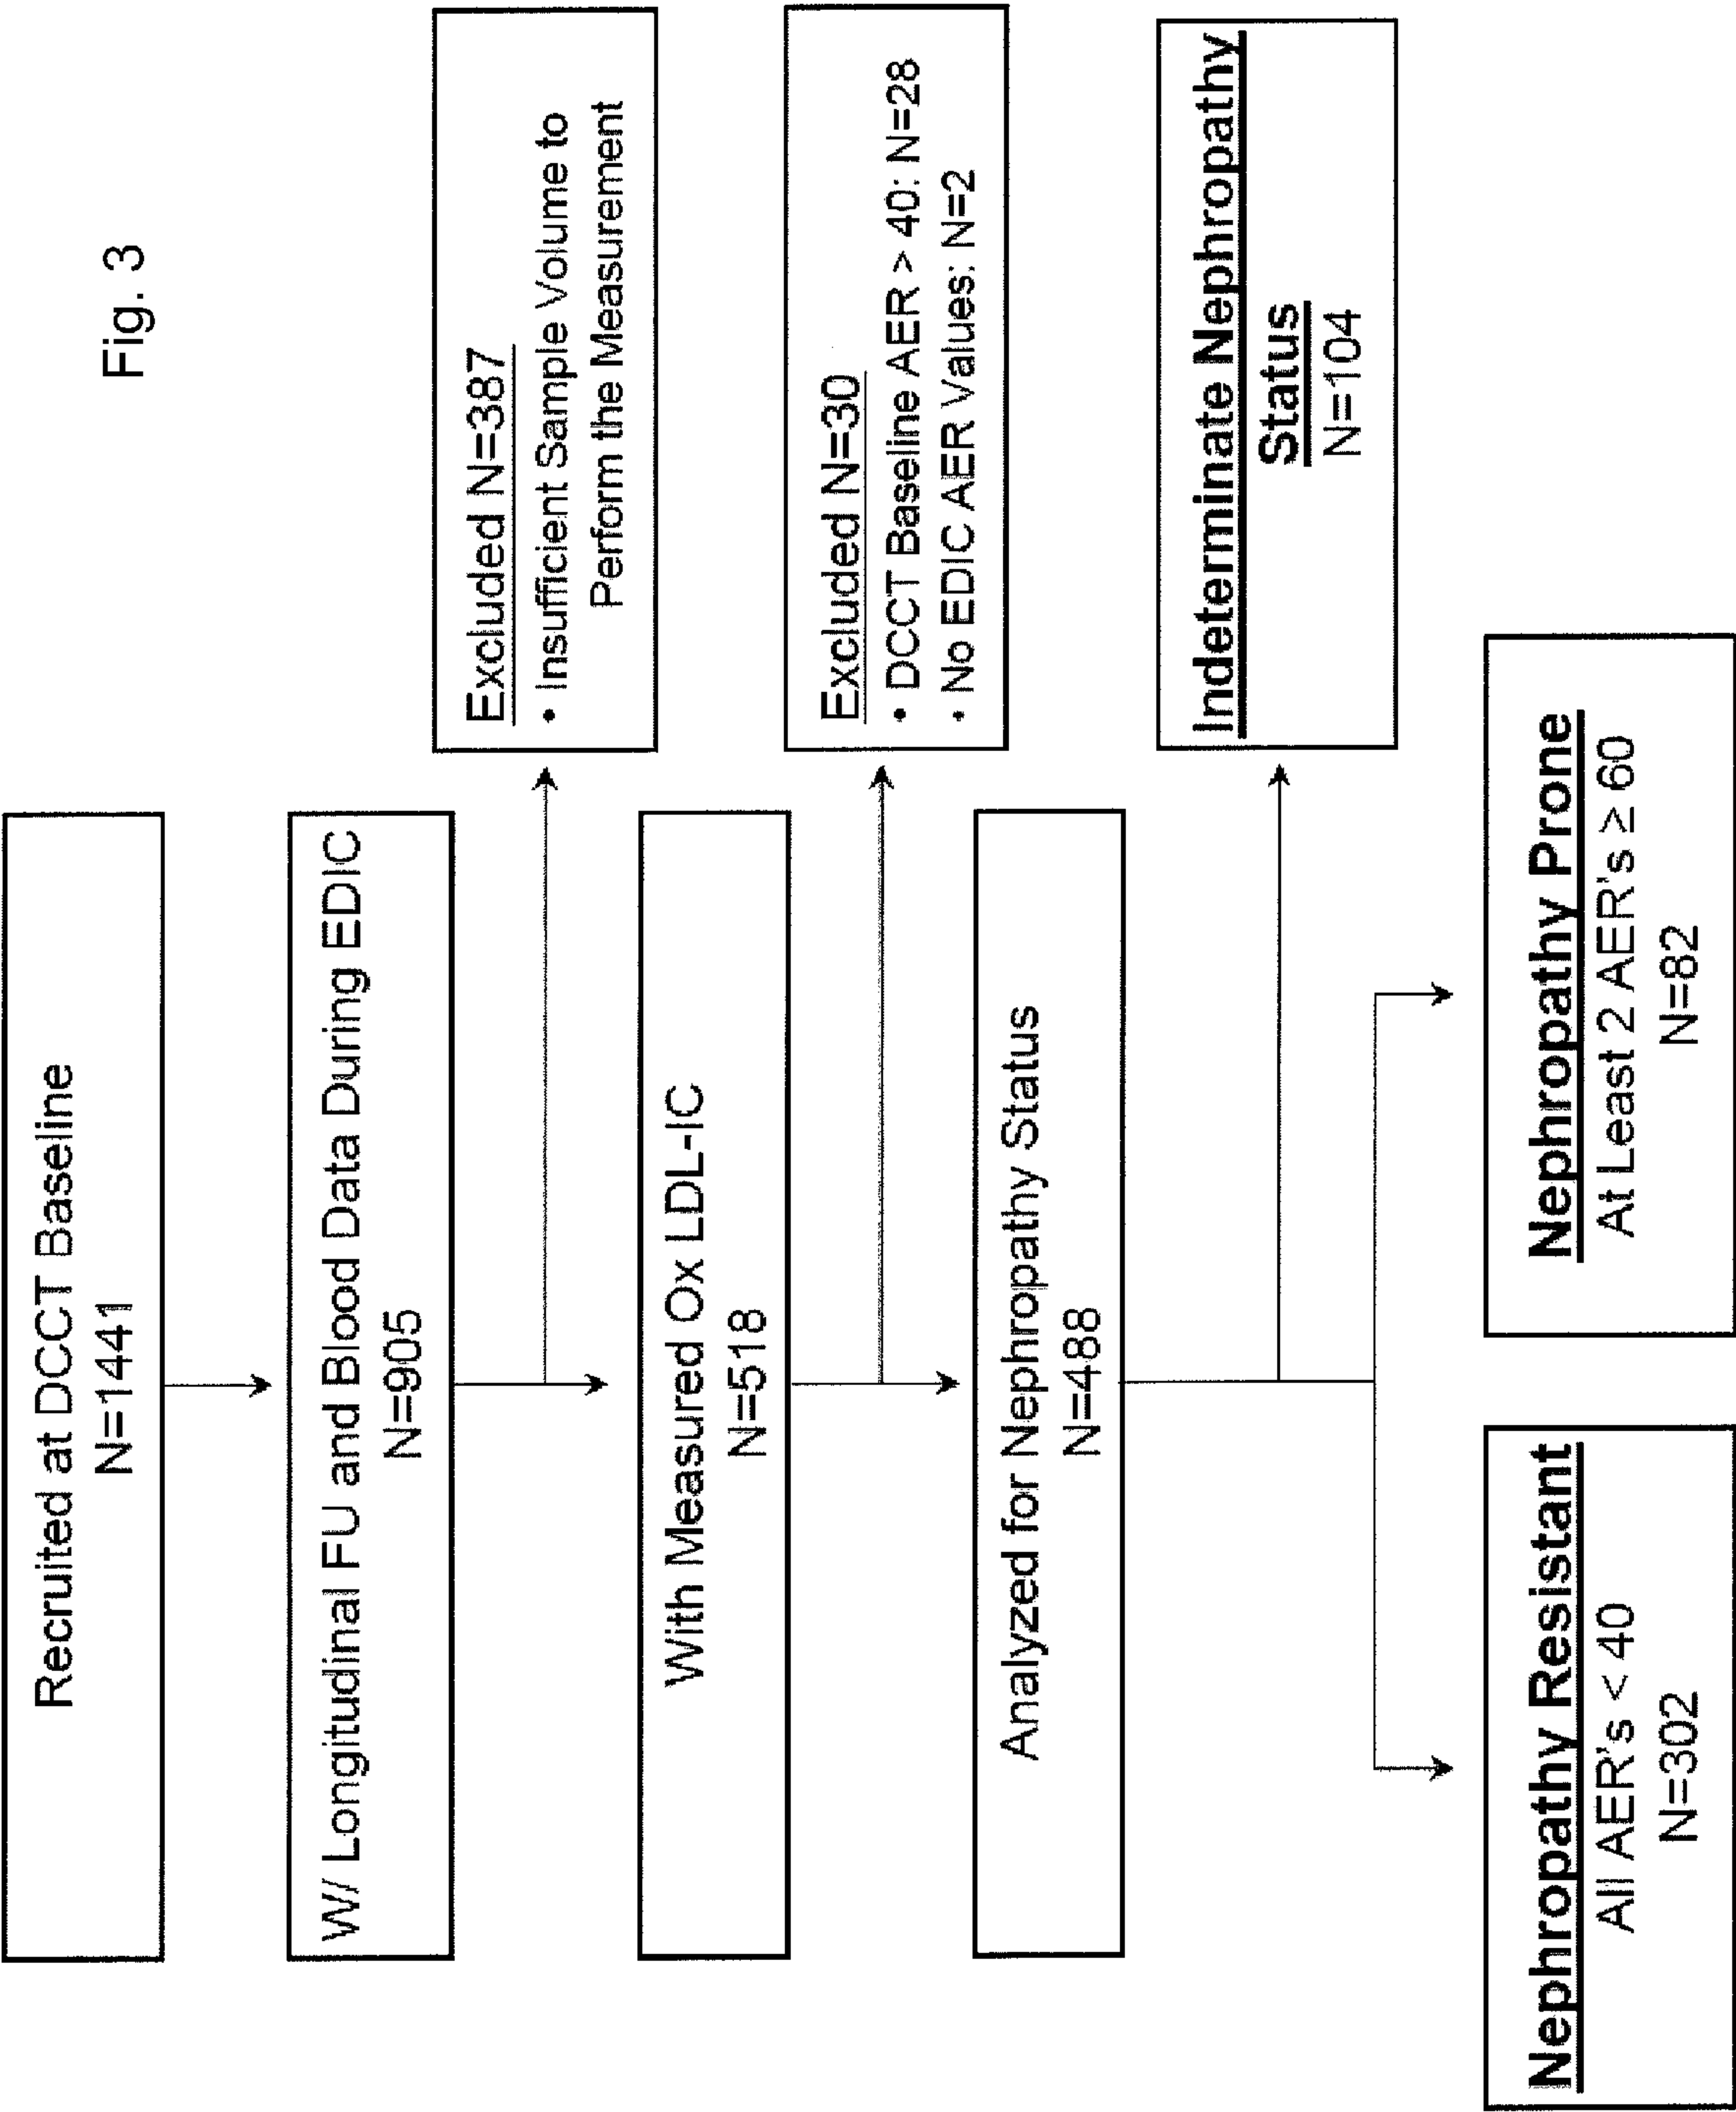 Fig. 3
Recruited at DCCT Baseline
N=1441
W/ Longitudinal FU and Blood Data During EDIC
N=905
Excluded N=387
• Insufficient Sample Volume to
Perform the Measurement
With Measured Ox LDL-IC
N=518
Excluded N=30
• DCCT Baseline AER > 40: N=28
• No EDIC AER Values: N=2
Analyzed for Nephropathy Status
N=488
Indeterminate Nephropathy
Status
N=104
Nephropathy Resistant
All AER's < 40
N=302
Nephropathy Prone
At Least 2 AER's ≥ 60
N=82